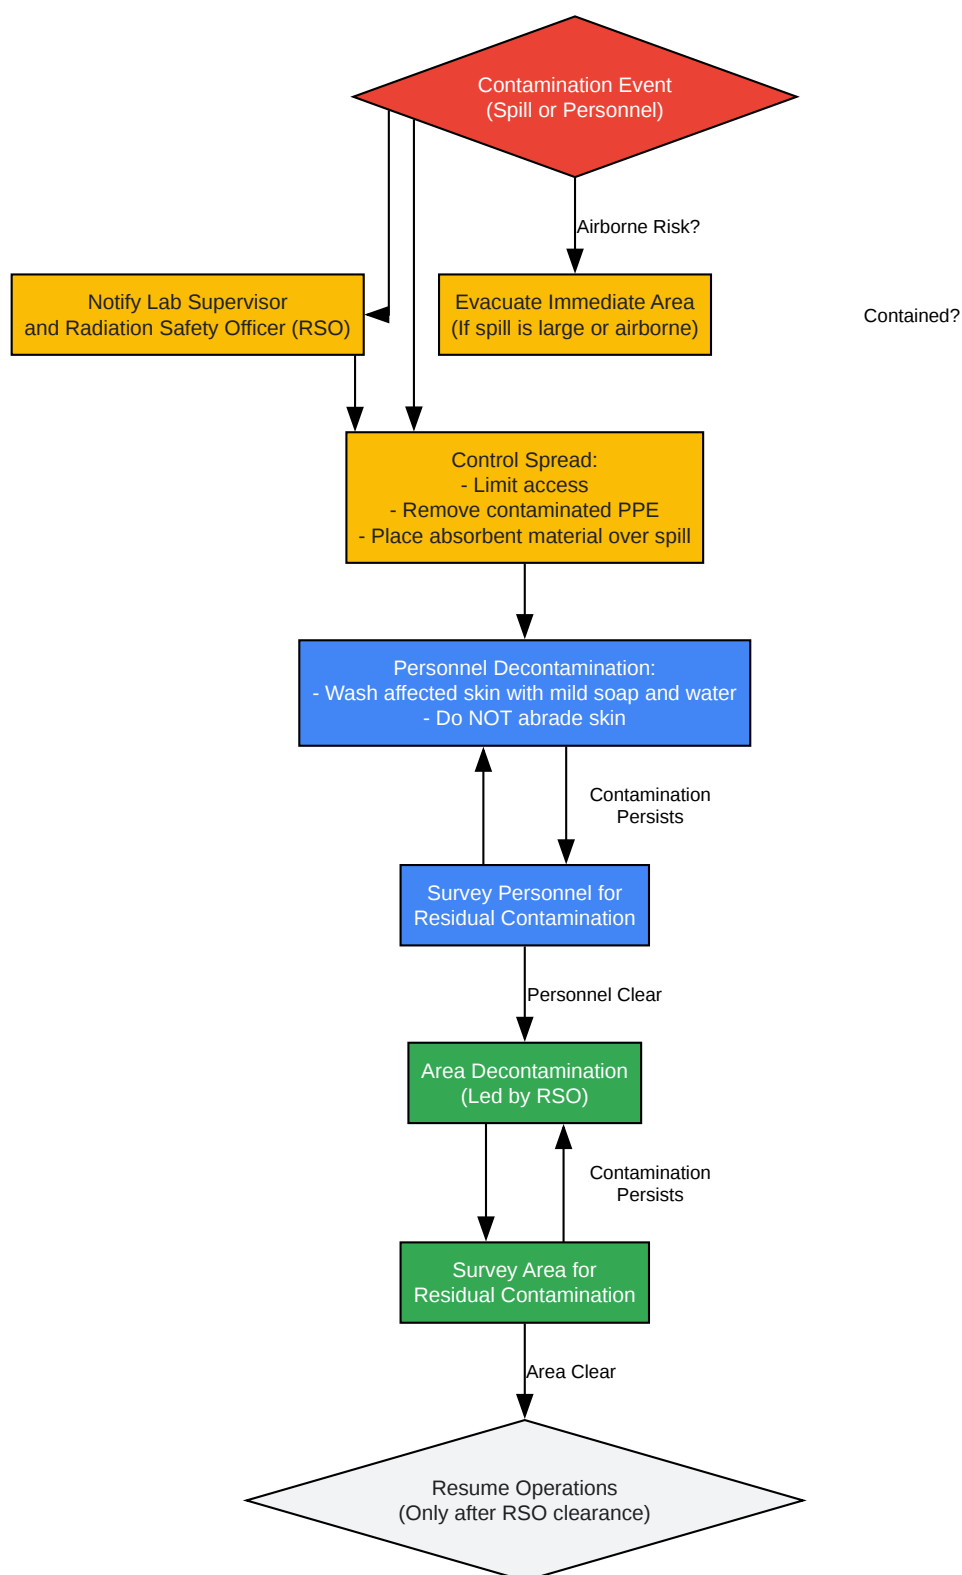 Contamination Event
(Spill or Personnel)
Airborne Risk?
Notify Lab Supervisor
and Radiation Safety Officer (RSO)
Evacuate Immediate Area
(If spill is large or airborne)
Contained?
Control Spread:
- Limit access
- Remove contaminated PPE
- Place absorbent material over spill
Personnel Decontamination:
- Wash affected skin with mild soap and water
- Do NOT abrade skin
Contamination
Persists
Survey Personnel for
Residual Contamination
Personnel Clear
Area Decontamination
(Led by RSO)
Contamination
Persists
Survey Area for
Residual Contamination
Area Clear
Resume Operations
(Only after RSO clearance)